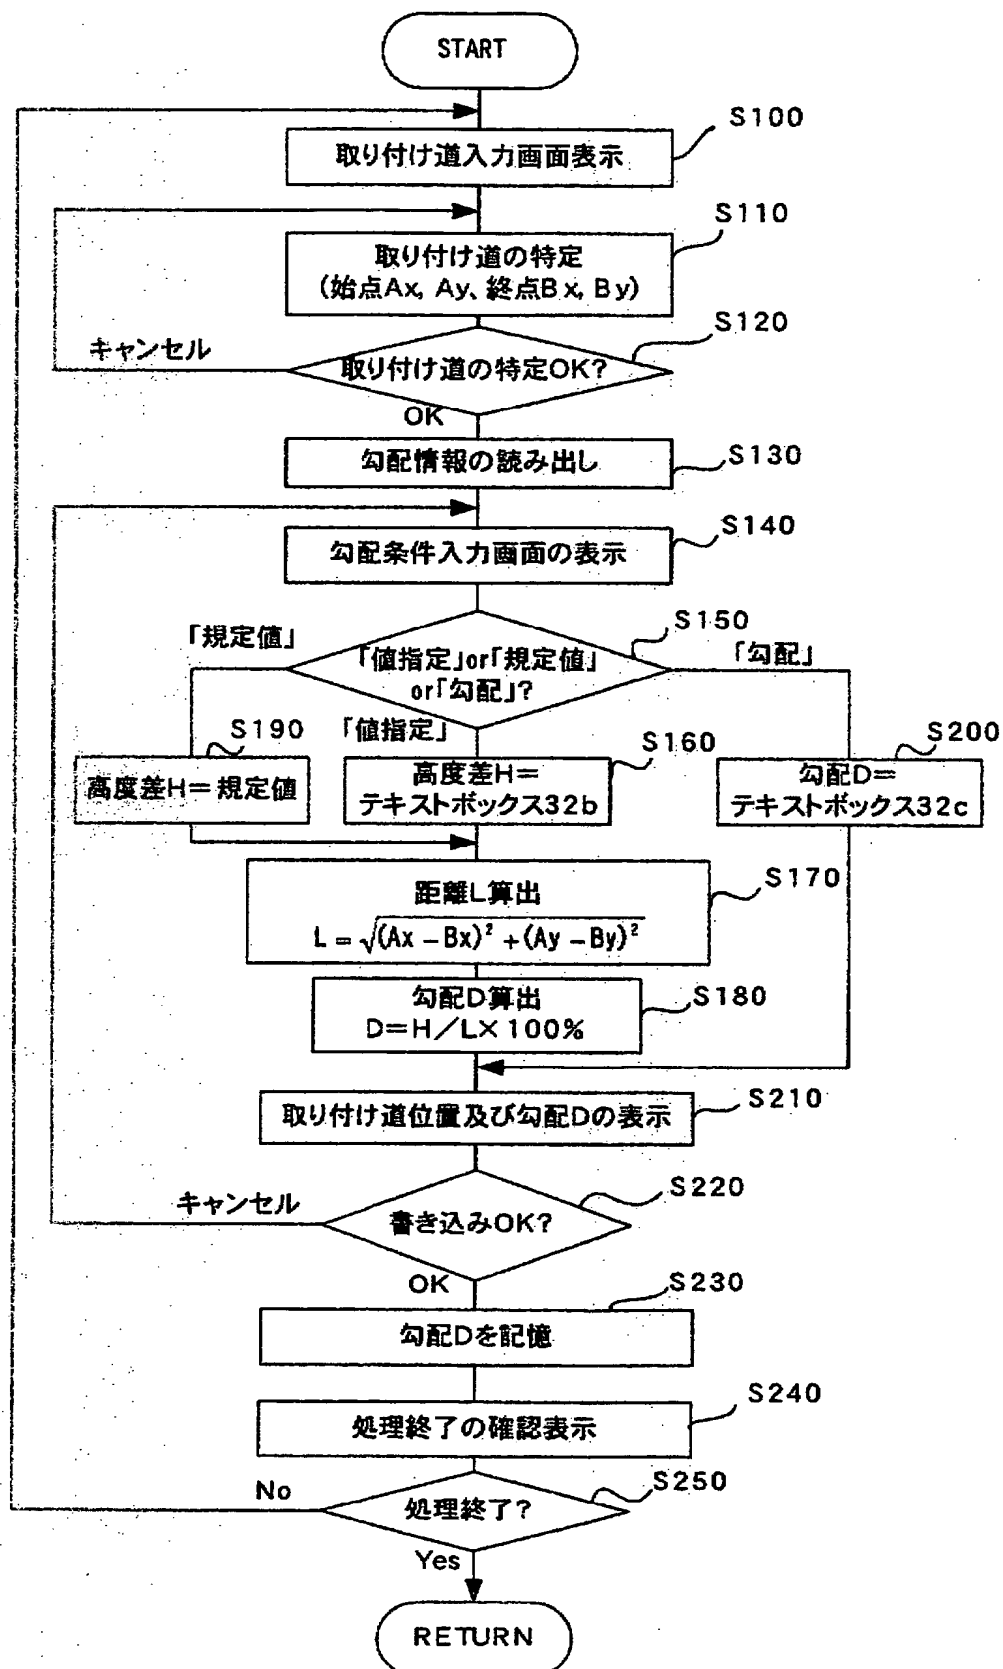 START
S100
取り付け道入力画面表示
S110
取り付け道の特定
(始点Ax, Ay、終点Bx, By)
S120
キャンセル
取り付け道の特定OK?
OK
勾配情報の読み出し
S130
S140
勾配条件入力画面の表示
S150
「規定値」
「値指定」or「規定値」
or「勾配」?
「勾配」
「値指定」
S190
高度差H=規定値
S160
高度差H=
テキストボックス32b
S200
勾配D=
テキストボックス32c
S170
距離L算出
L=√(Ax-Bx)²+(Ay-By)²
S180
勾配D算出
D=H/L×100%
S210
取り付け道位置及び勾配Dの表示
S220
キャンセル
書き込みOK?
OK
S230
勾配Dを記憶
S240
処理終了の確認表示
S250
No
処理終了?
Yes
RETURN